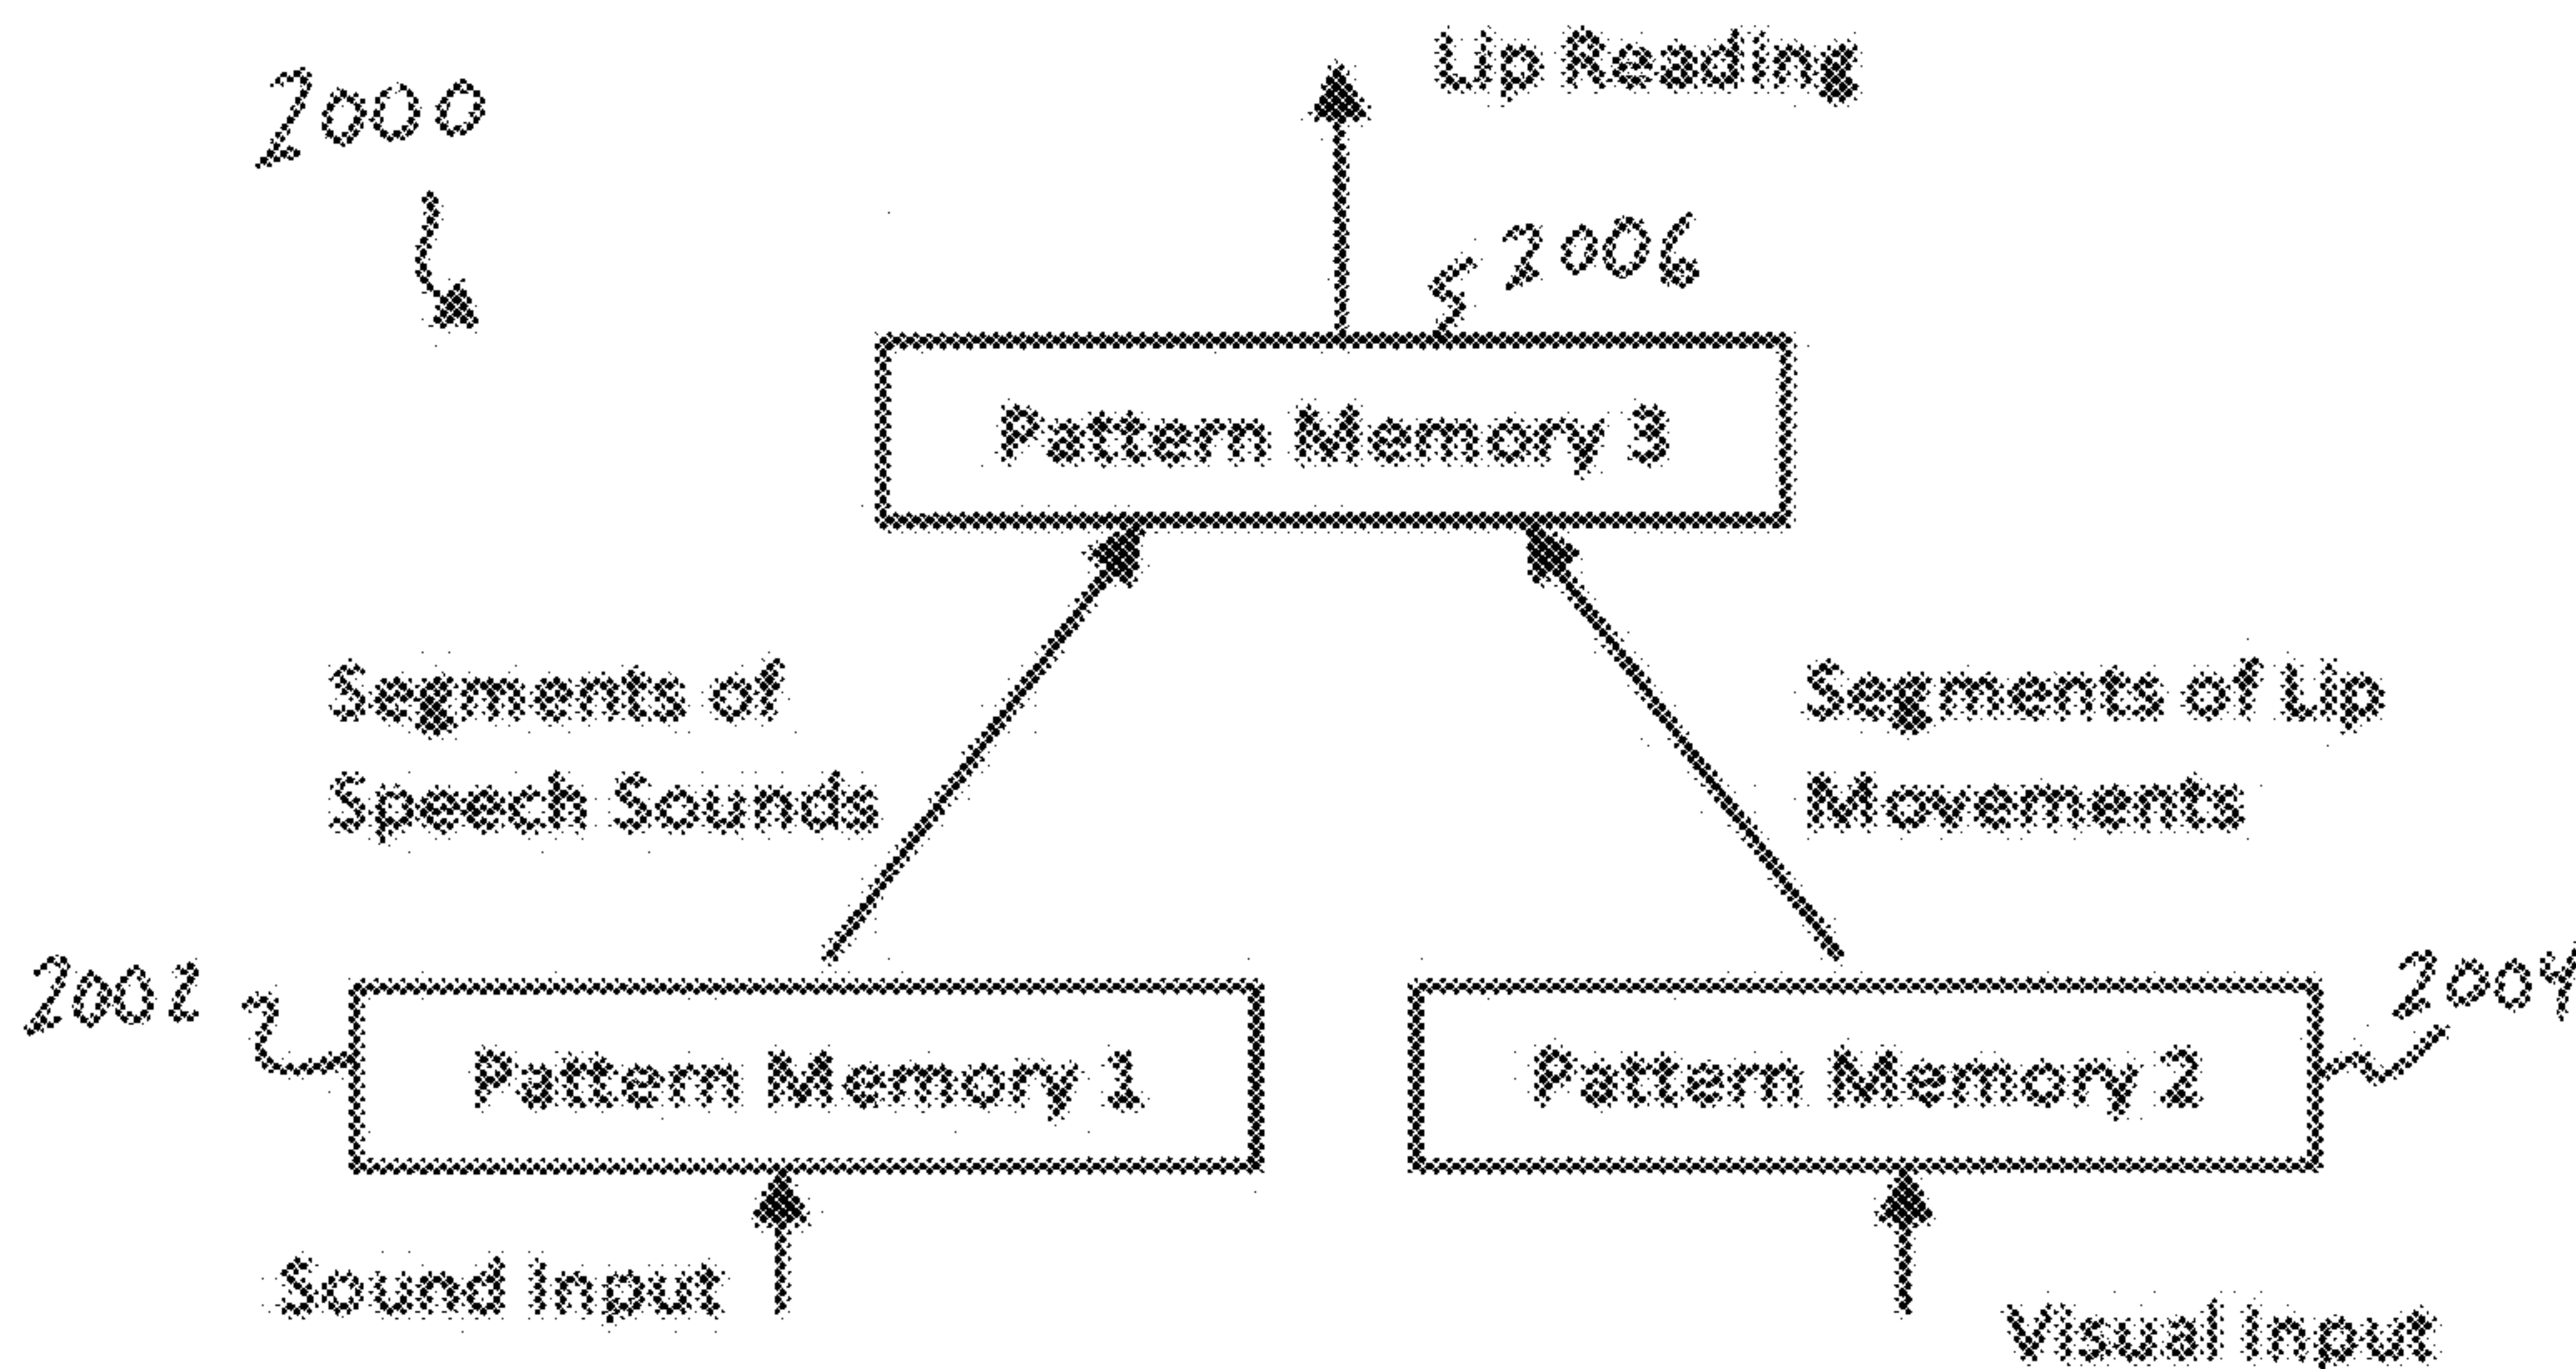 Lip Reading
2000
2006
Pattern Memory 3
Segments of
Speech Sounds
Segments of Lip
Movements
2002
2004
Pattern Memory 1
Pattern Memory 2
Sound Input
Visual Input